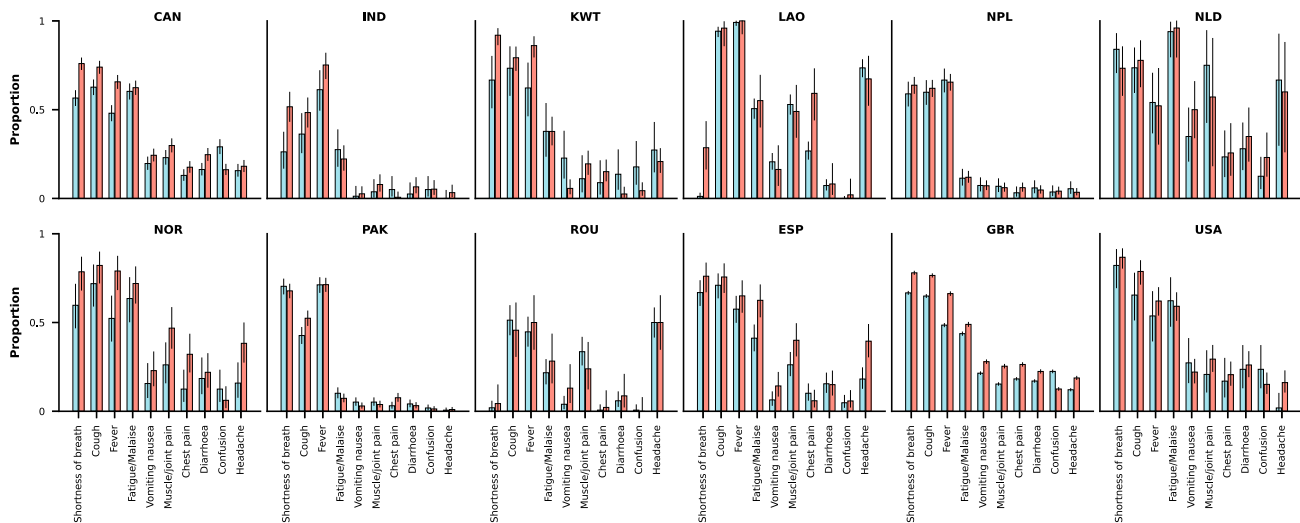 CAN IND KWT LAO NPL NLD
Proportion
1
0.5
0
NOR PAK ROU ESP GBR USA
Proportion
1
0.5
0
Shortness of breath
Cough
Fever
Fatigue/Malaise
Vomiting nausea
Muscle/joint pain
Chest pain
Diarrhoea
Confusion
Headache
Shortness of breath
Cough
Fever
Fatigue/Malaise
Vomiting nausea
Muscle/joint pain
Chest pain
Diarrhoea
Confusion
Headache
Shortness of breath
Cough
Fever
Fatigue/Malaise
Vomiting nausea
Muscle/joint pain
Chest pain
Diarrhoea
Confusion
Headache
Shortness of breath
Cough
Fever
Fatigue/Malaise
Vomiting nausea
Muscle/joint pain
Chest pain
Diarrhoea
Confusion
Headache
Shortness of breath
Cough
Fever
Fatigue/Malaise
Vomiting nausea
Muscle/joint pain
Chest pain
Diarrhoea
Confusion
Headache
Shortness of breath
Cough
Fever
Fatigue/Malaise
Vomiting nausea
Muscle/joint pain
Chest pain
Diarrhoea
Confusion
Headache